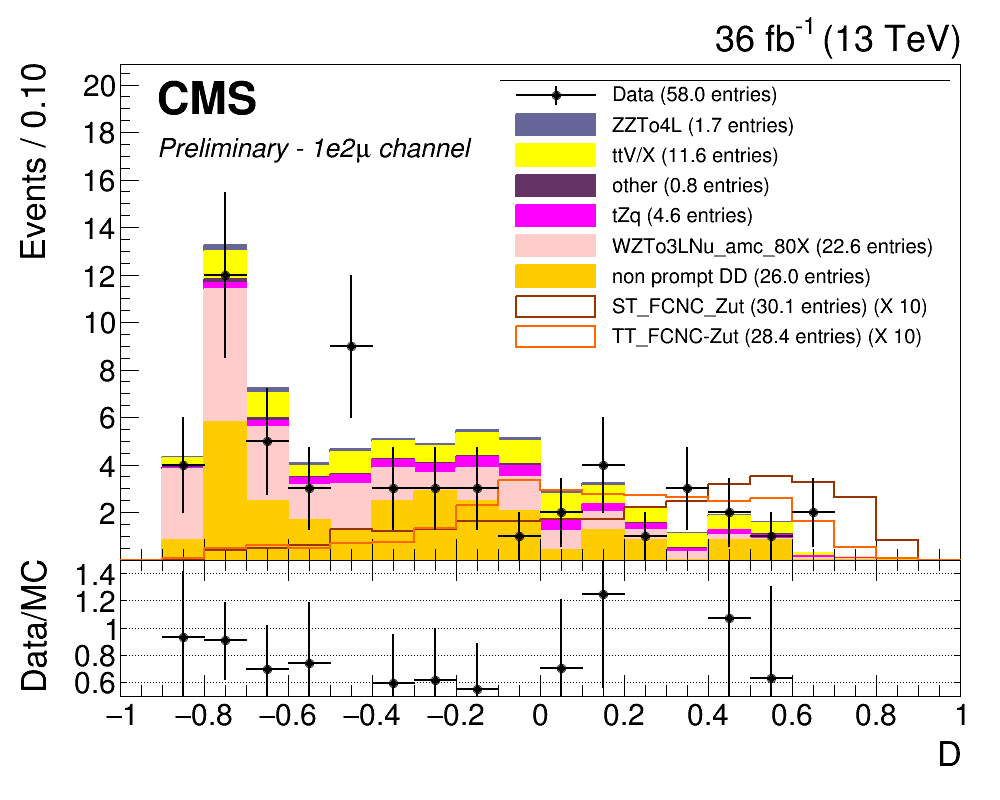 36 fb-1 (13 TeV)
Events / 0.10
20
18
16
14
12
10
8
6
4
2
CMS
Preliminary - 1e2μ channel
Data (58.0 entries)
ZZTo4L (1.7 entries)
ttV/X (11.6 entries)
other (0.8 entries)
tZq (4.6 entries)
WZTo3LNu_amc_80X (22.6 entries)
non prompt DD (26.0 entries)
ST_FCNC_Zut (30.1 entries) (X 10)
TT_FCNC-Zut (28.4 entries) (X 10)
Data/MC
1.4
1.2
1
0.8
0.6
−1 −0.8 −0.6 −0.4 −0.2 0 0.2 0.4 0.6 0.8 1
D